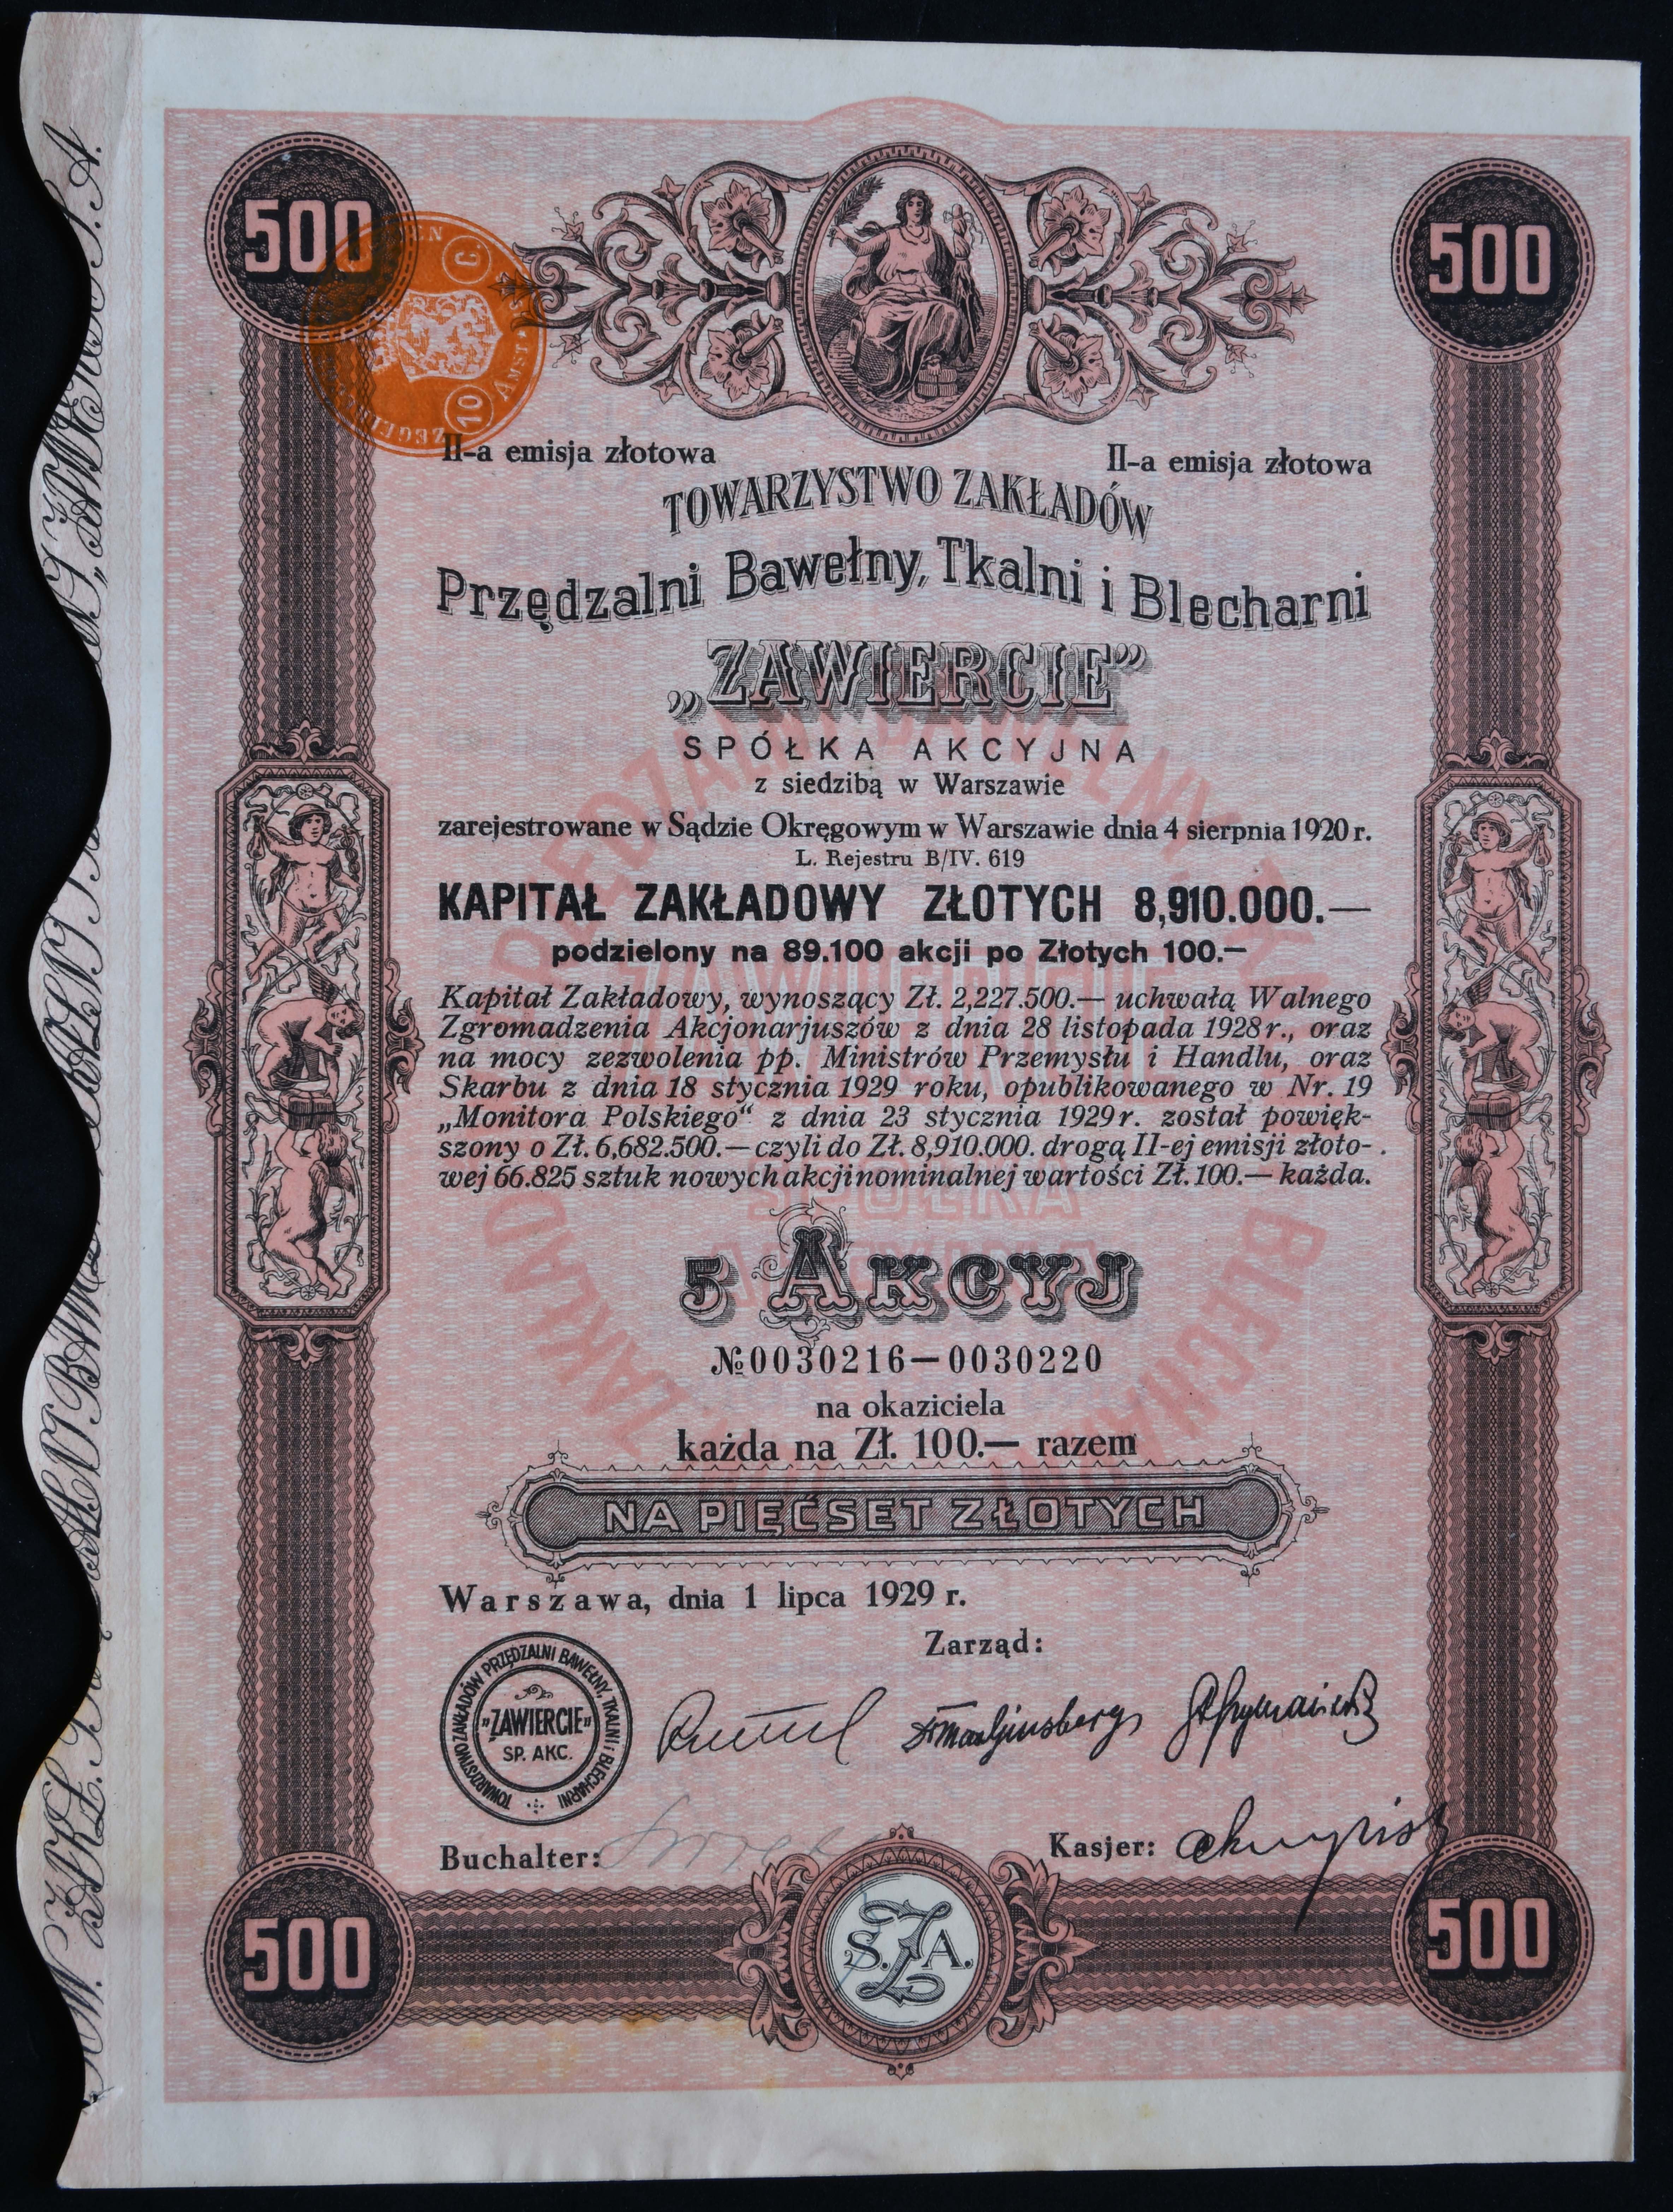 500
500
II-a emisja złotowa
II-a emisja złotowa
TOWARZYSTWO ZAKŁADÓW
Przędzalni Bawełny, Tkalni i Blecharni
„ZAWIERCIE”
SPÓŁKA AKCYJNA
z siedzibą w Warszawie
zarejestrowane w Sądzie Okręgowym w Warszawie dnia 4 sierpnia 1920 r.
L. Rejestru B/IV. 619
KAPITAŁ ZAKŁADOWY ZŁOTYCH 8,910.000.—
podzielony na 89.100 akcji po Złotych 100.—
Kapitał Zakładowy, wynoszący Zł. 2,227.500.— uchwałą Walnego
Zgromadzenia Akcjonarjuszów z dnia 28 listopada 1928 r., oraz
na mocy zezwolenia pp. Ministrów Przemysłu i Handlu, oraz
Skarbu z dnia 18 stycznia 1929 roku, opublikowanego w Nr. 19
„Monitora Polskiego“ z dnia 23 stycznia 1929 r. został powięk-
szony o Zł. 6,682.500.— czyli do Zł. 8,910.000. drogą II-ej emisji złoto-
wej 66.825 sztuk nowych akcji nominalnej wartości Zł. 100.— każda.
5 AKCYJ
№ 0030216—0030220
na okaziciela
każda na Zł. 100.— razem
NA PIĘĆSET ZŁOTYCH
Warszawa, dnia 1 lipca 1929 r.
Zarząd:
TOWARZYSTWO ZAKŁADÓW PRZĘDZALNI BAWEŁNY, TKALNI i BLECHARNI
„ZAWIERCIE”
SP. AKC.
Buchalter:
Kasjer:
500
S.Z.A.
500
10
C.
AMST